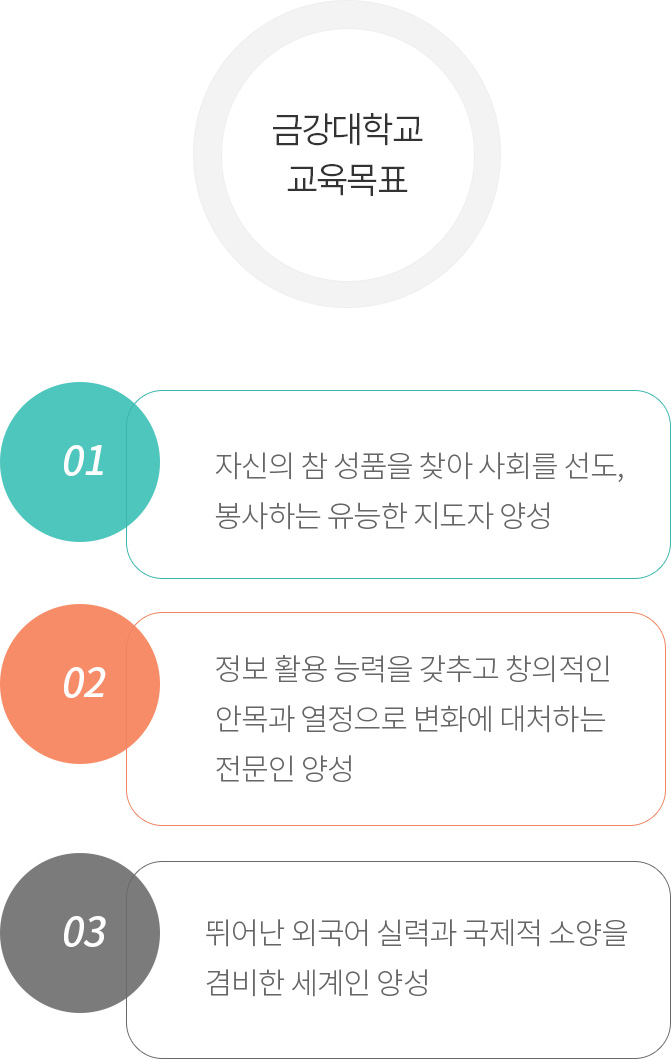 금강대학교
교육목표
01
자신의 참 성품을 찾아 사회를 선도,
봉사하는 유능한 지도자 양성
02
정보 활용 능력을 갖추고 창의적인
안목과 열정으로 변화에 대처하는
전문인 양성
03
뛰어난 외국어 실력과 국제적 소양을
겸비한 세계인 양성